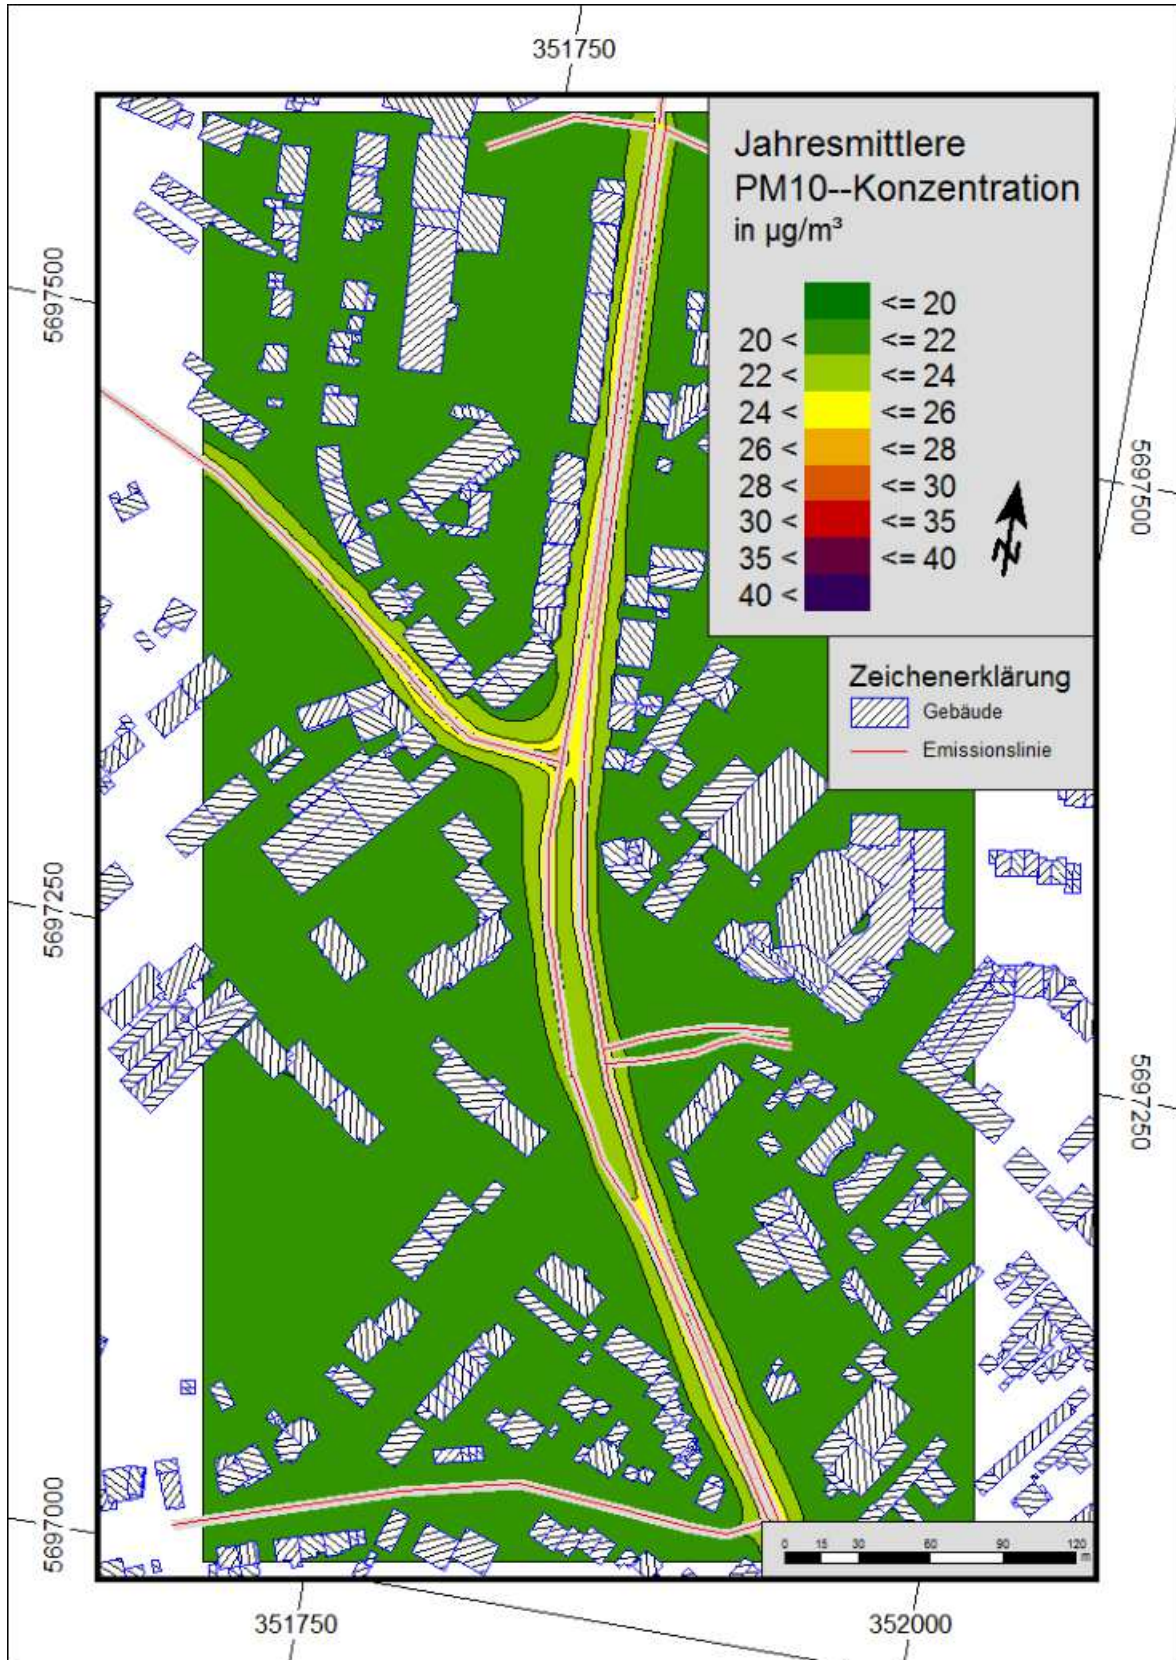 351750
Jahresmittlere
PM10--Konzentration
in µg/m³
<= 20
20 < <= 22
22 < <= 24
24 < <= 26
26 < <= 28
28 < <= 30
30 < <= 35
35 < <= 40
40 <
N
Zeichenerklärung
Gebäude
Emissionslinie
5697500
5697500
5697250
5697250
5697000
0 15 30 60 90 120
m
351750
352000